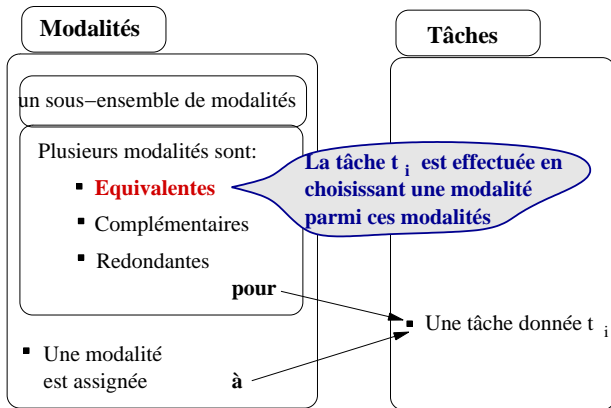 Modalités
Tâches
un sous−ensemble de modalités
Plusieurs modalités sont:
▪ Equivalentes
▪ Complémentaires
▪ Redondantes
La tâche t i est effectuée en
choisissant une modalité
parmi ces modalités
pour
▪ Une tâche donnée t i
▪ Une modalité
est assignée
à